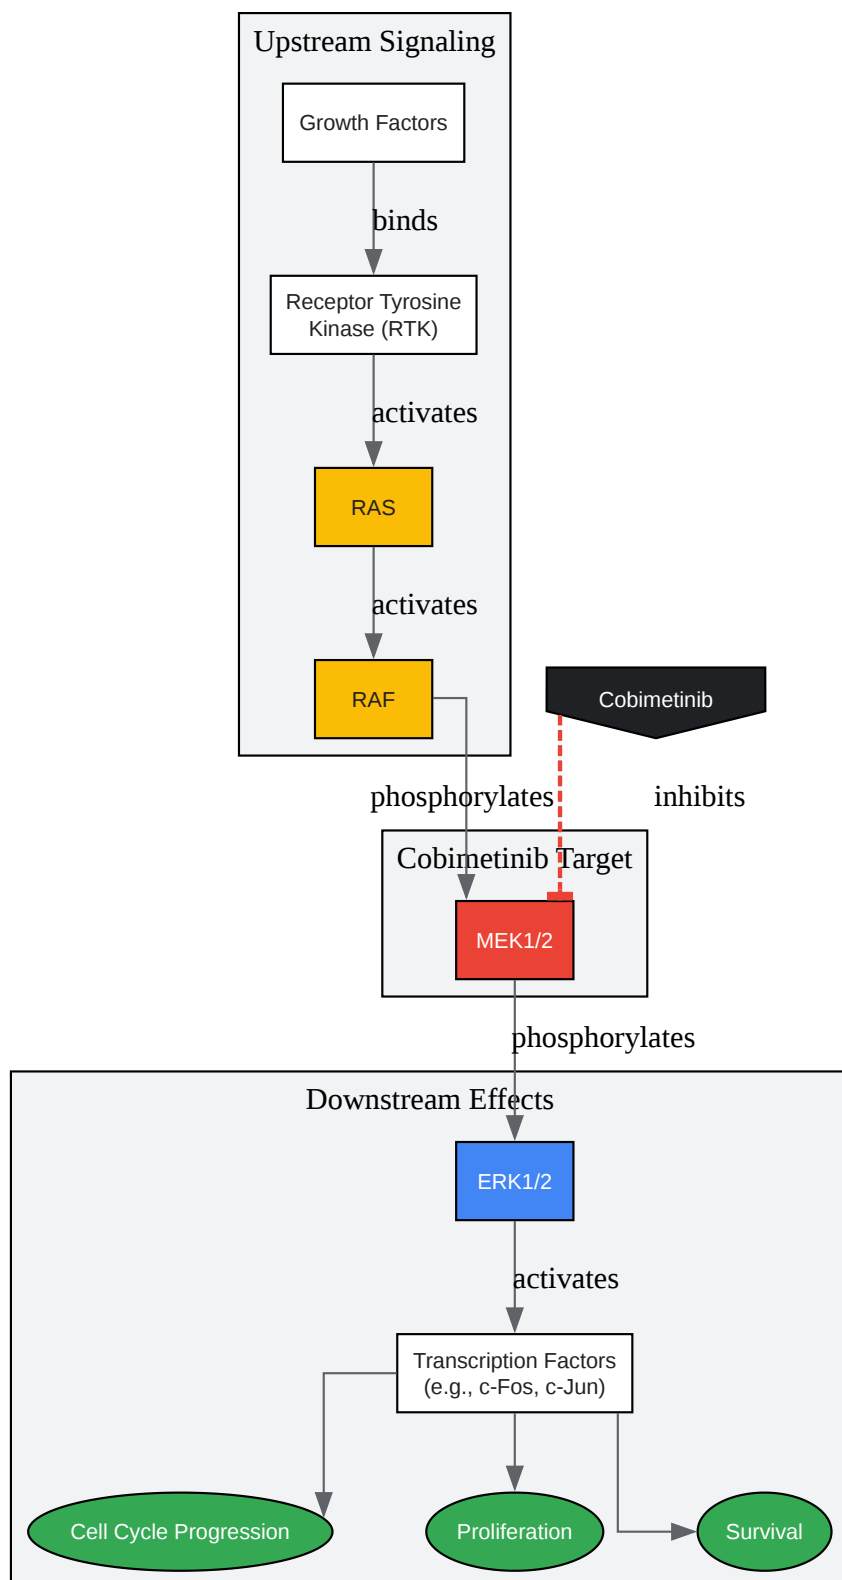 Upstream Signaling
Growth Factors
binds
Receptor Tyrosine
Kinase (RTK)
activates
RAS
activates
RAF
Cobimetinib
phosphorylates
inhibits
Cobimetinib Target
MEK1/2
phosphorylates
Downstream Effects
ERK1/2
activates
Transcription Factors
(e.g., c-Fos, c-Jun)
Cell Cycle Progression
Proliferation
Survival